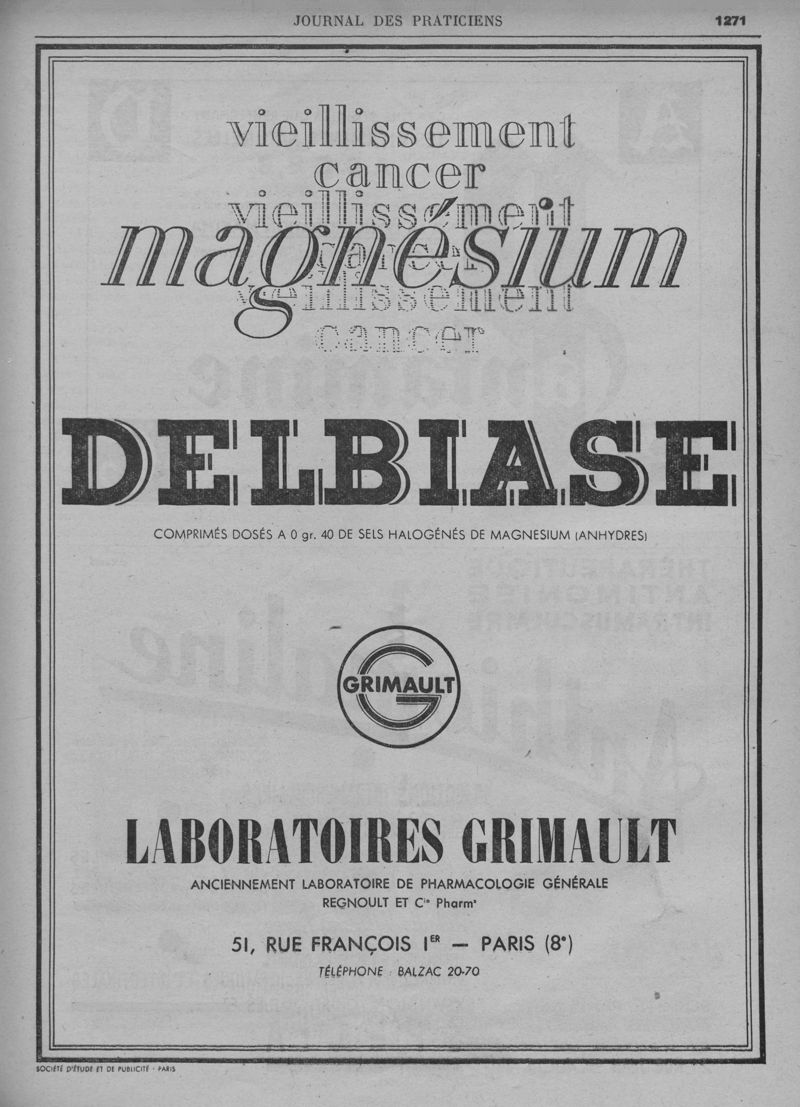 JOURNAL DES PRATICIENS 1271
vieillissement
cancer
vieillissement
magnésium
cancer
vieillissement
cancer
DELBIASE
COMPRIMÉS DOSÉS A 0 gr. 40 DE SELS HALOGÉNÉS DE MAGNESIUM (ANHYDRES)
GRIMAULT
LABORATOIRES GRIMAULT
ANCIENNEMENT LABORATOIRE DE PHARMACOLOGIE GÉNÉRALE
REGNOULT ET Cie Pharms
51, RUE FRANÇOIS IER — PARIS (8e)
TÉLÉPHONE : BALZAC 20-70
SOCIÉTÉ D'ÉTUDE ET DE PUBLICITÉ - PARIS